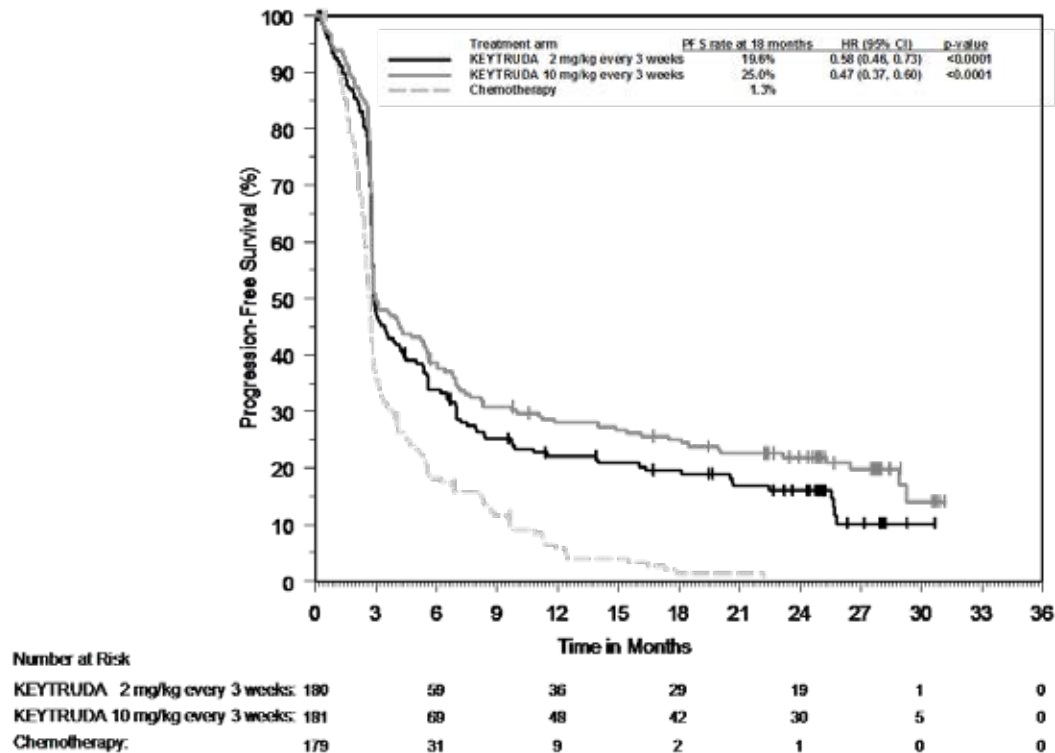 Treatment arm PFS rate at 18 months HR (95% CI) p-value
KEYTRUDA 2 mg/kg every 3 weeks 19.6% 0.58 (0.46, 0.73) <0.0001
KEYTRUDA 10 mg/kg every 3 weeks 25.0% 0.47 (0.37, 0.60) <0.0001
Chemotherapy 1.3%
Progression-Free Survival (%)
100
90
80
70
60
50
40
30
20
10
0
0 3 6 9 12 15 18 21 24 27 30 33 36
Time in Months
Number at Risk
KEYTRUDA 2 mg/kg every 3 weeks: 180 59 36 29 19 1 0
KEYTRUDA 10 mg/kg every 3 weeks: 181 69 48 42 30 5 0
Chemotherapy: 179 31 9 2 1 0 0